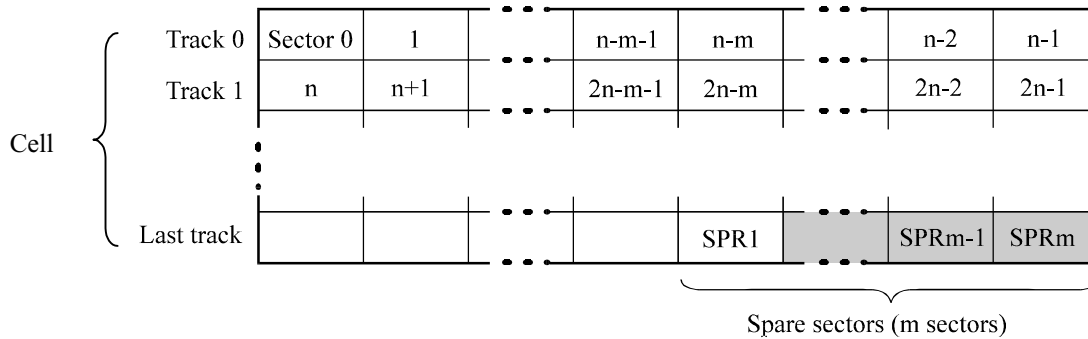 Track 0 Sector 0 1 n-m-1 n-m n-2 n-1
Track 1 n n+1 2n-m-1 2n-m 2n-2 2n-1
Cell
Last track SPR1 SPRm-1 SPRm
Spare sectors (m sectors)